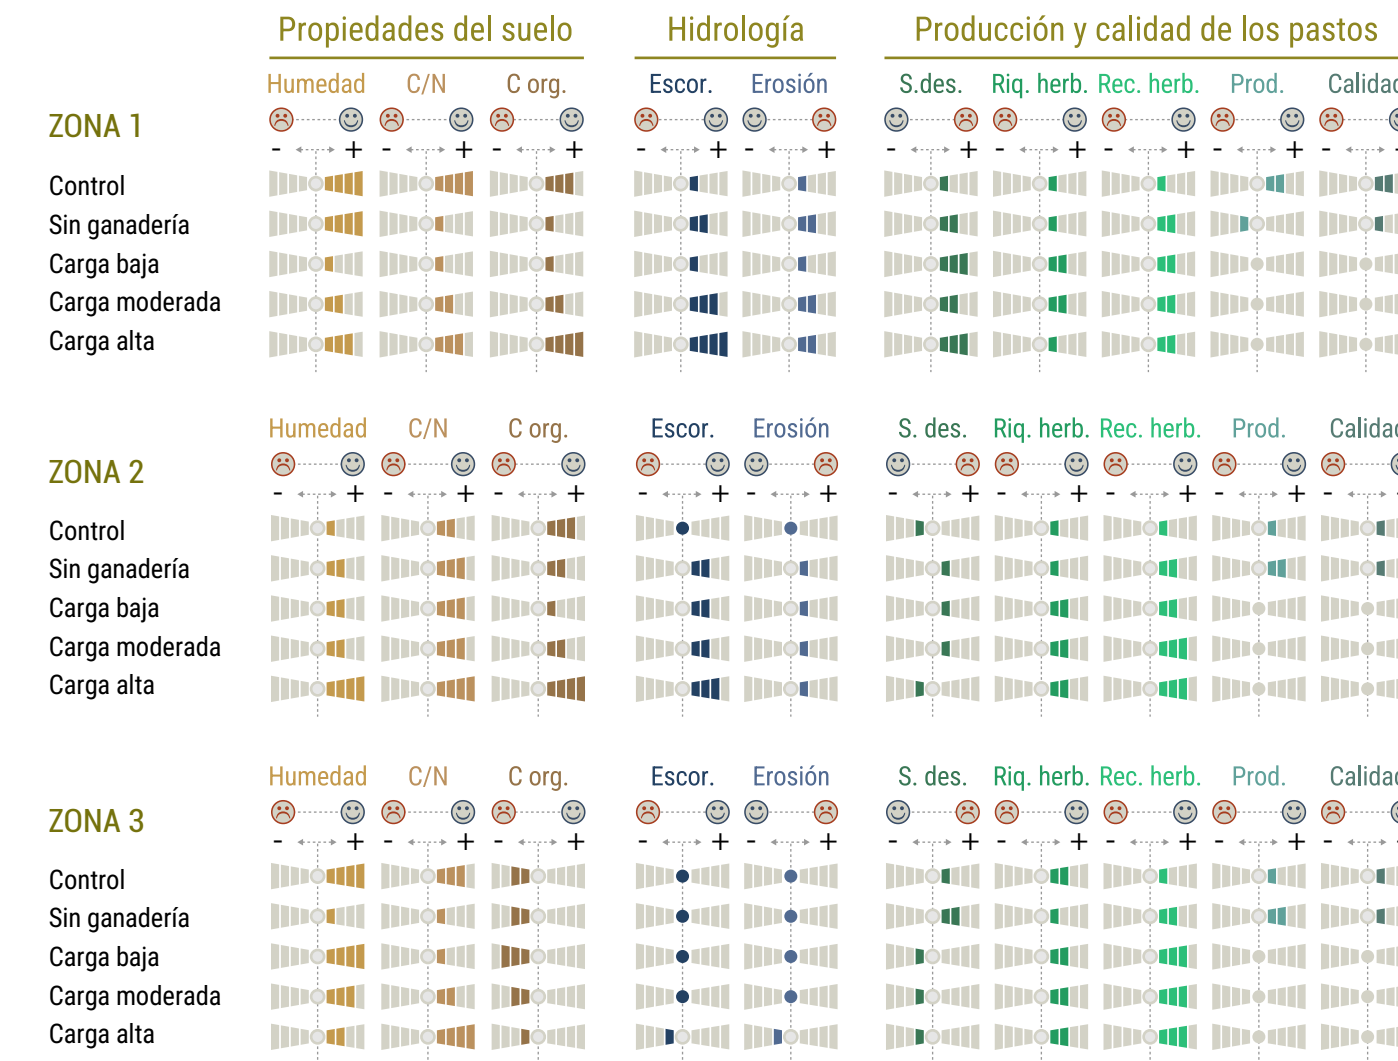 Propiedades del suelo Hidrología Producción y calidad de los pastos
Humedad C/N C org. Escor. Erosión S.des. Riq. herb. Rec. herb. Prod. Calidad
ZONA 1
- + - + - + - + - + - + - + - + - + -
Control
Sin ganadería
Carga baja
Carga moderada
Carga alta
Humedad C/N C org. Escor. Erosión S. des. Riq. herb. Rec. herb. Prod. Calidad
ZONA 2
- + - + - + - + - + - + - + - + - + -
Control
Sin ganadería
Carga baja
Carga moderada
Carga alta
Humedad C/N C org. Escor. Erosión S. des. Riq. herb. Rec. herb. Prod. Calidad
ZONA 3
- + - + - + - + - + - + - + - + - + -
Control
Sin ganadería
Carga baja
Carga moderada
Carga alta